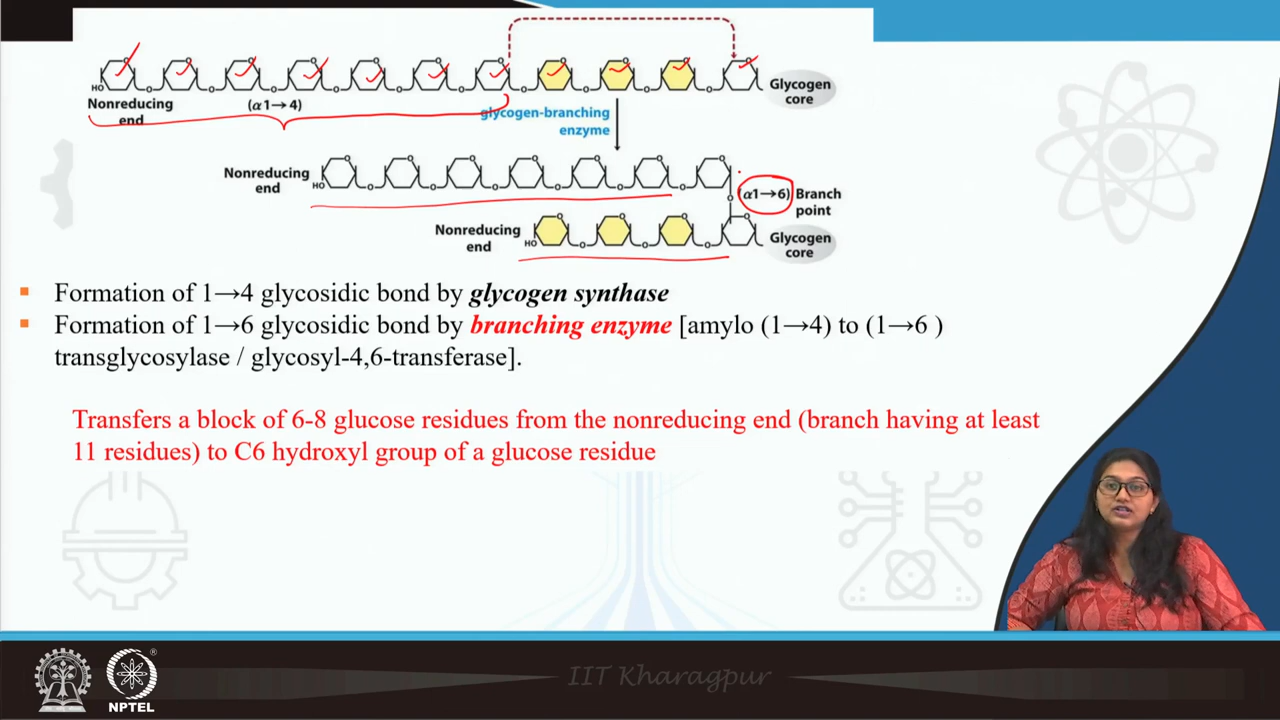 HO
Nonreducing
end
(α1→4)
Glycogen
core
glycogen-branching
enzyme
Nonreducing
end
HO
(α1→6) Branch
point
Nonreducing
end
HO
Glycogen
core
Formation of 1→4 glycosidic bond by glycogen synthase
Formation of 1→6 glycosidic bond by branching enzyme [amylo (1→4) to (1→6 )
transglycosylase / glycosyl-4,6-transferase].
Transfers a block of 6-8 glucose residues from the nonreducing end (branch having at least
11 residues) to C6 hydroxyl group of a glucose residue
IIT Kharagpur
NPTEL